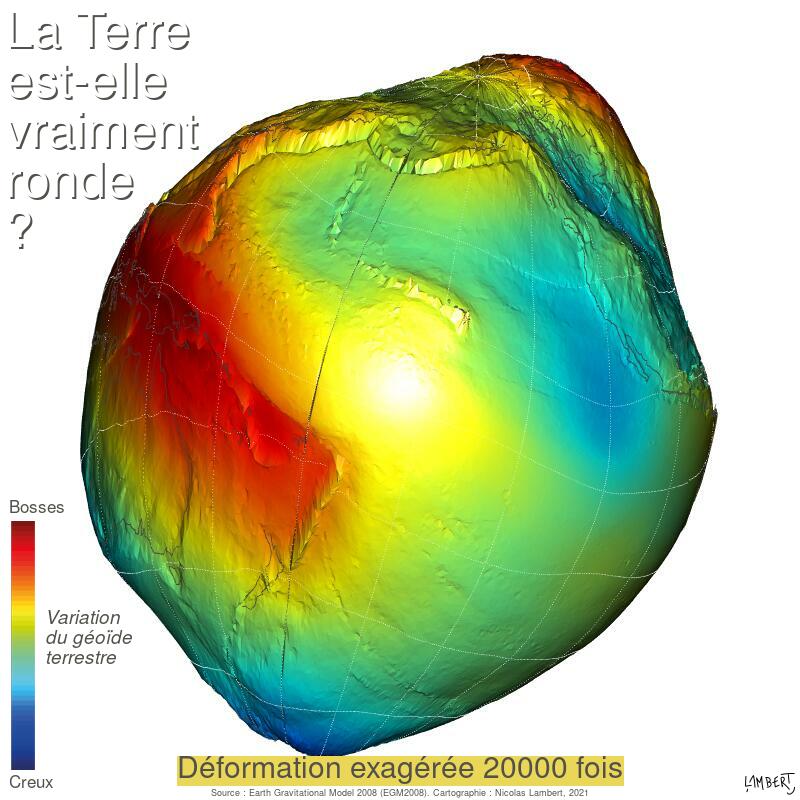 La Terre
est-elle
vraiment
ronde
?
Bosses
Variation
du géoïde
terrestre
Creux
Déformation exagérée 20000 fois
Source : Earth Gravitational Model 2008 (EGM2008). Cartographie : Nicolas Lambert, 2021
LAMBERT